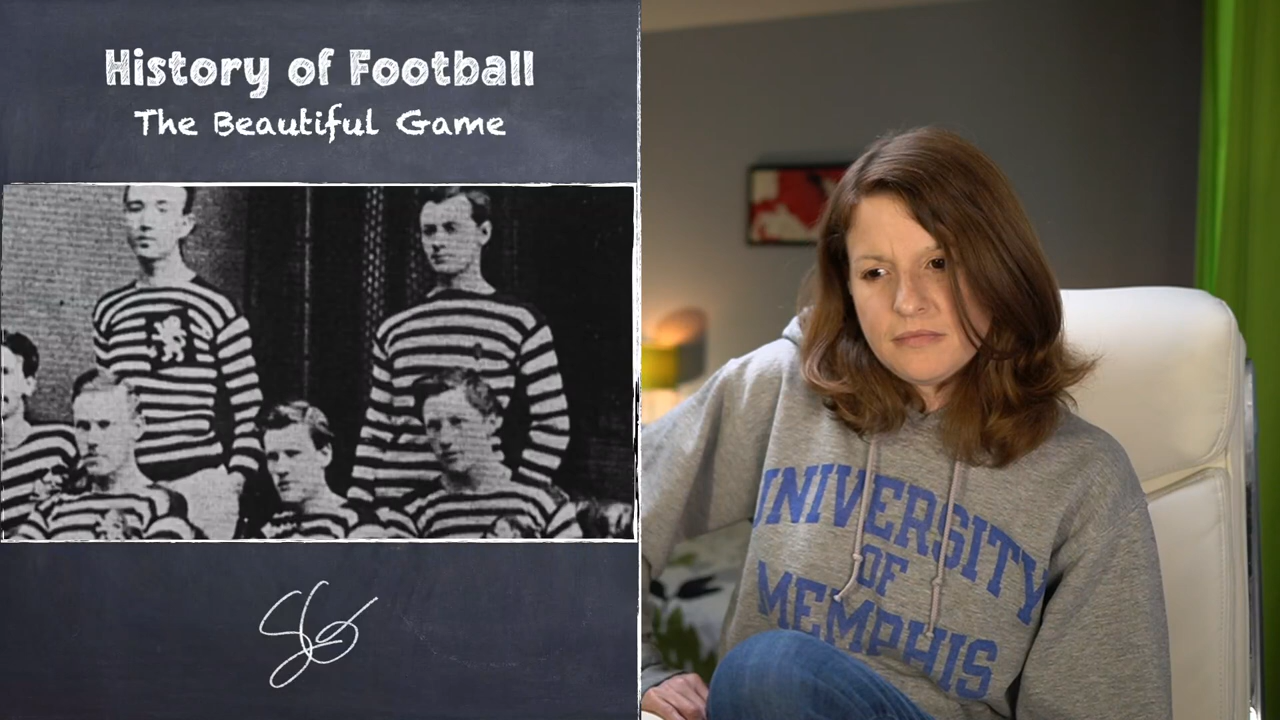 History of Football
The Beautiful Game
UNIVERSITY
OF
MEMPHIS